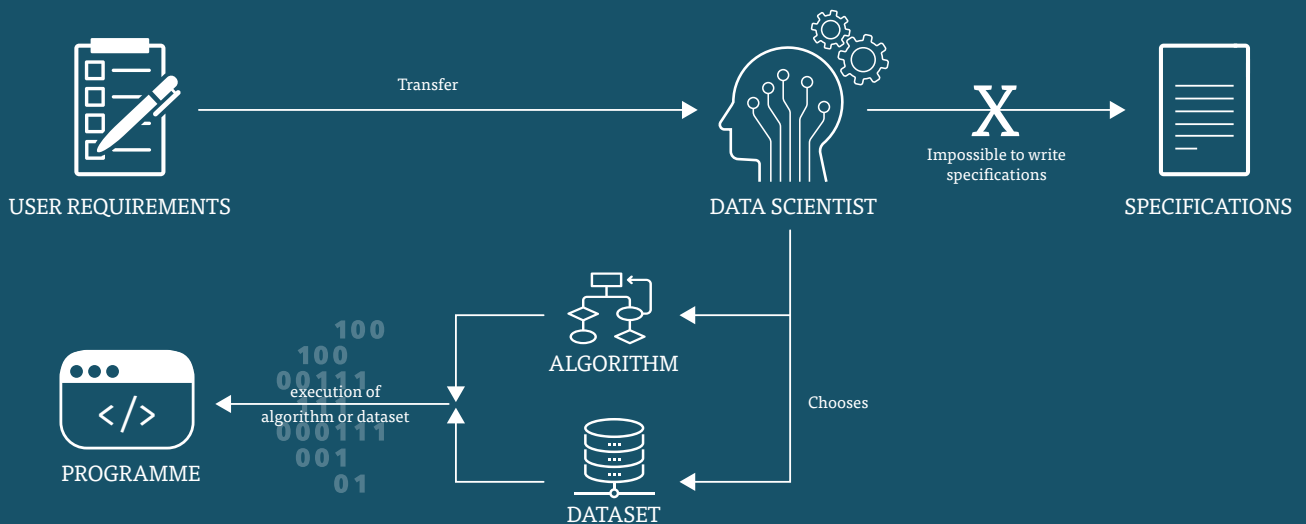 Transfer
X
Impossible to write
specifications
USER REQUIREMENTS
DATA SCIENTIST
SPECIFICATIONS
ALGORITHM
Chooses
100
100
00111
execution of
111
algorithm or dataset
000111
001
01
</>
PROGRAMME
DATASET